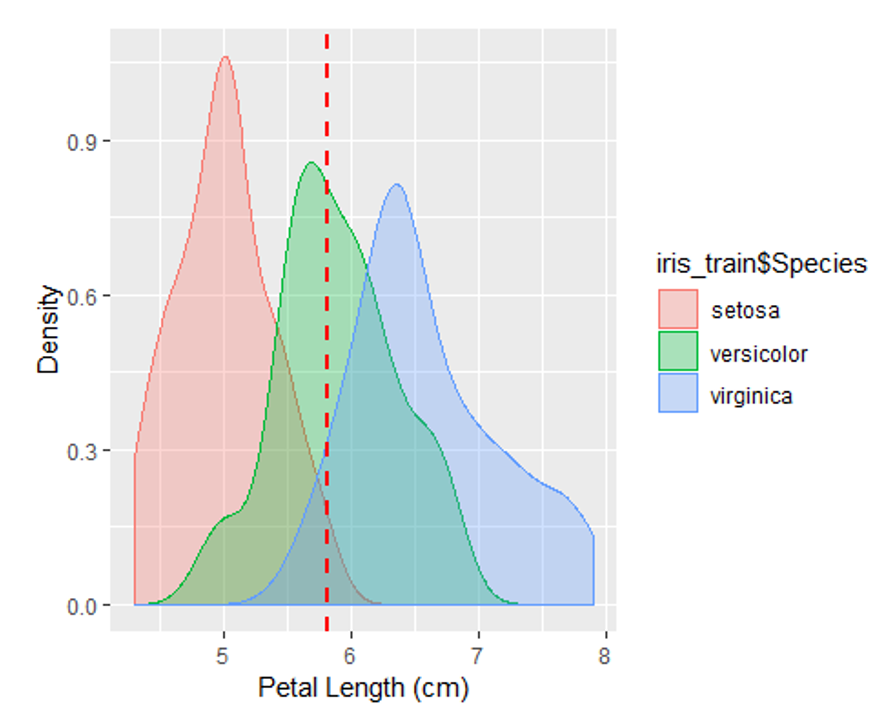 0.9
0.6
0.3
0.0
Density
5 6 7 8
Petal Length (cm)
iris_train$Species
setosa
versicolor
virginica